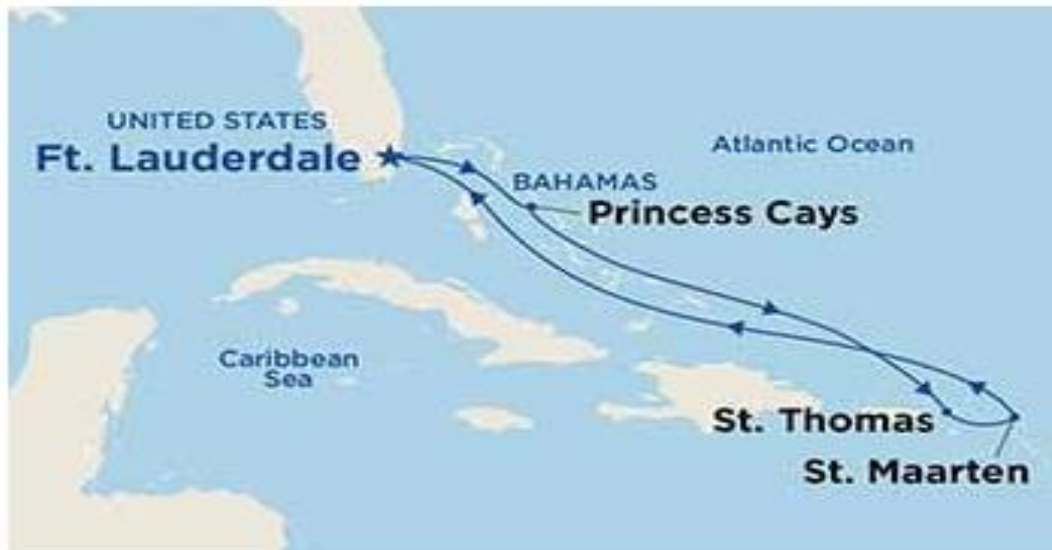 UNITED STATES
Ft. Lauderdale
Atlantic Ocean
BAHAMAS
Princess Cays
Caribbean
Sea
St. Thomas
St. Maarten